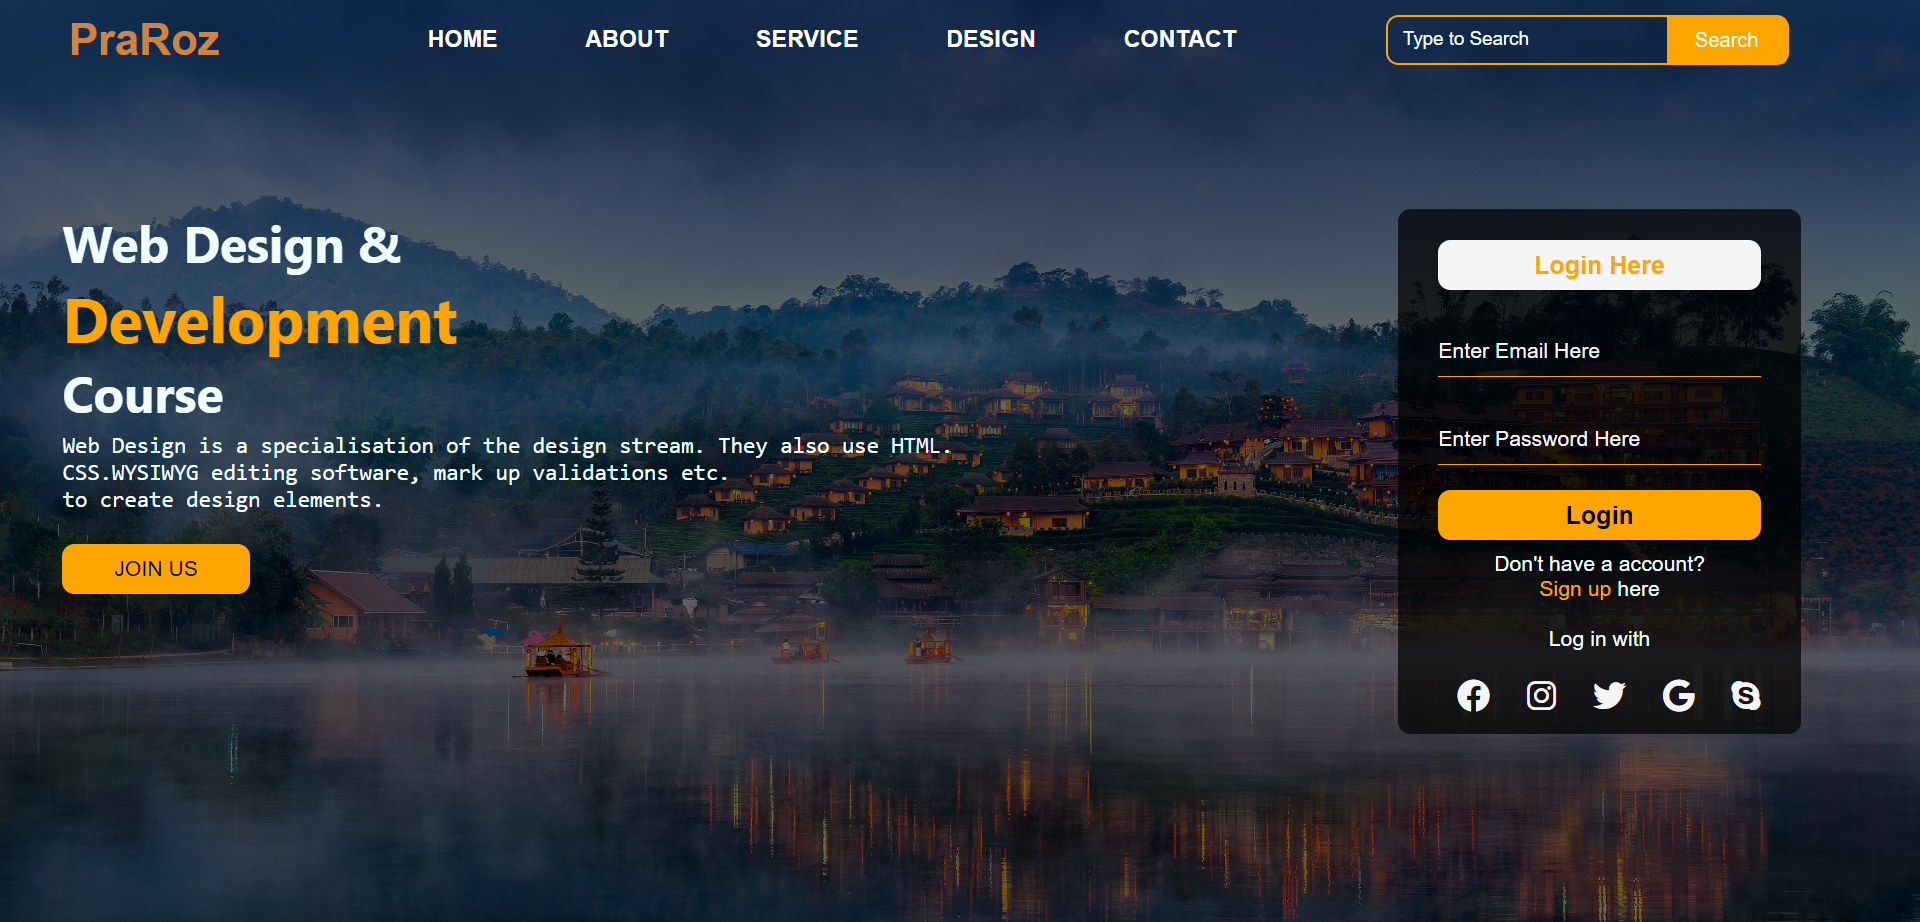 PraRoz
HOME
ABOUT
SERVICE
DESIGN
CONTACT
Type to Search
Search
Web Design &
Development
Course
Web Design is a specialisation of the design stream. They also use HTML.
CSS.WYSIWYG editing software, mark up validations etc.
to create design elements.
JOIN US
Login Here
Enter Email Here
Enter Password Here
Login
Don't have a account?
Sign up here
Log in with